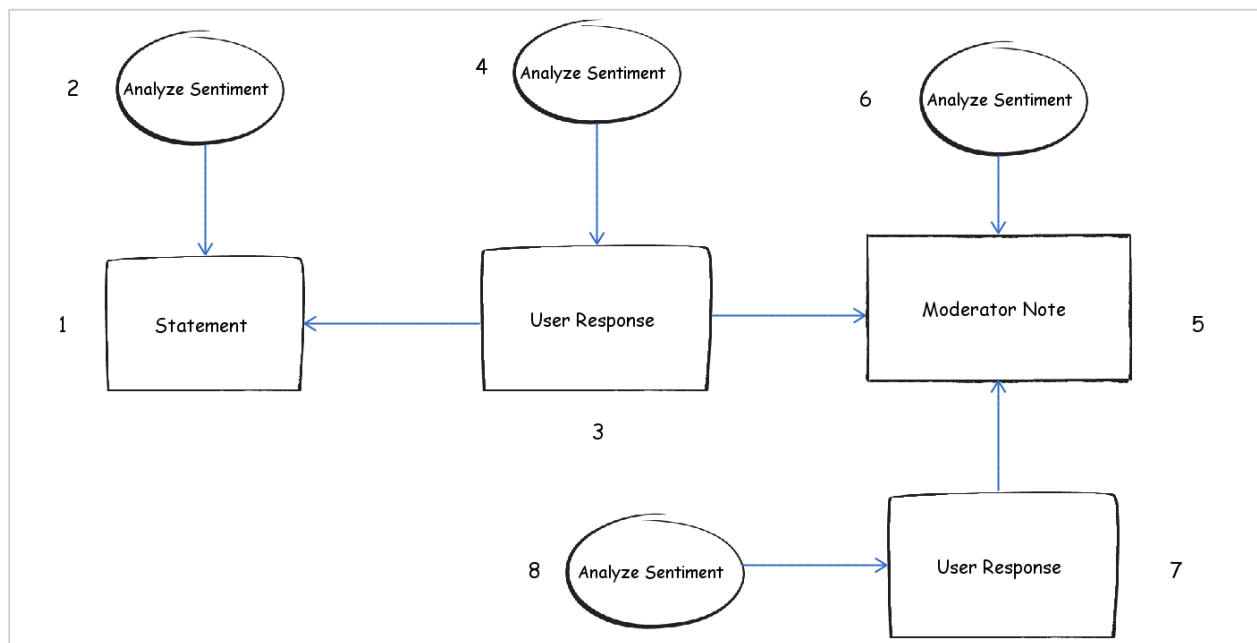 2
Analyze Sentiment
4
Analyze Sentiment
6
Analyze Sentiment
1
Statement
User Response
Moderator Note
5
3
8
Analyze Sentiment
User Response
7